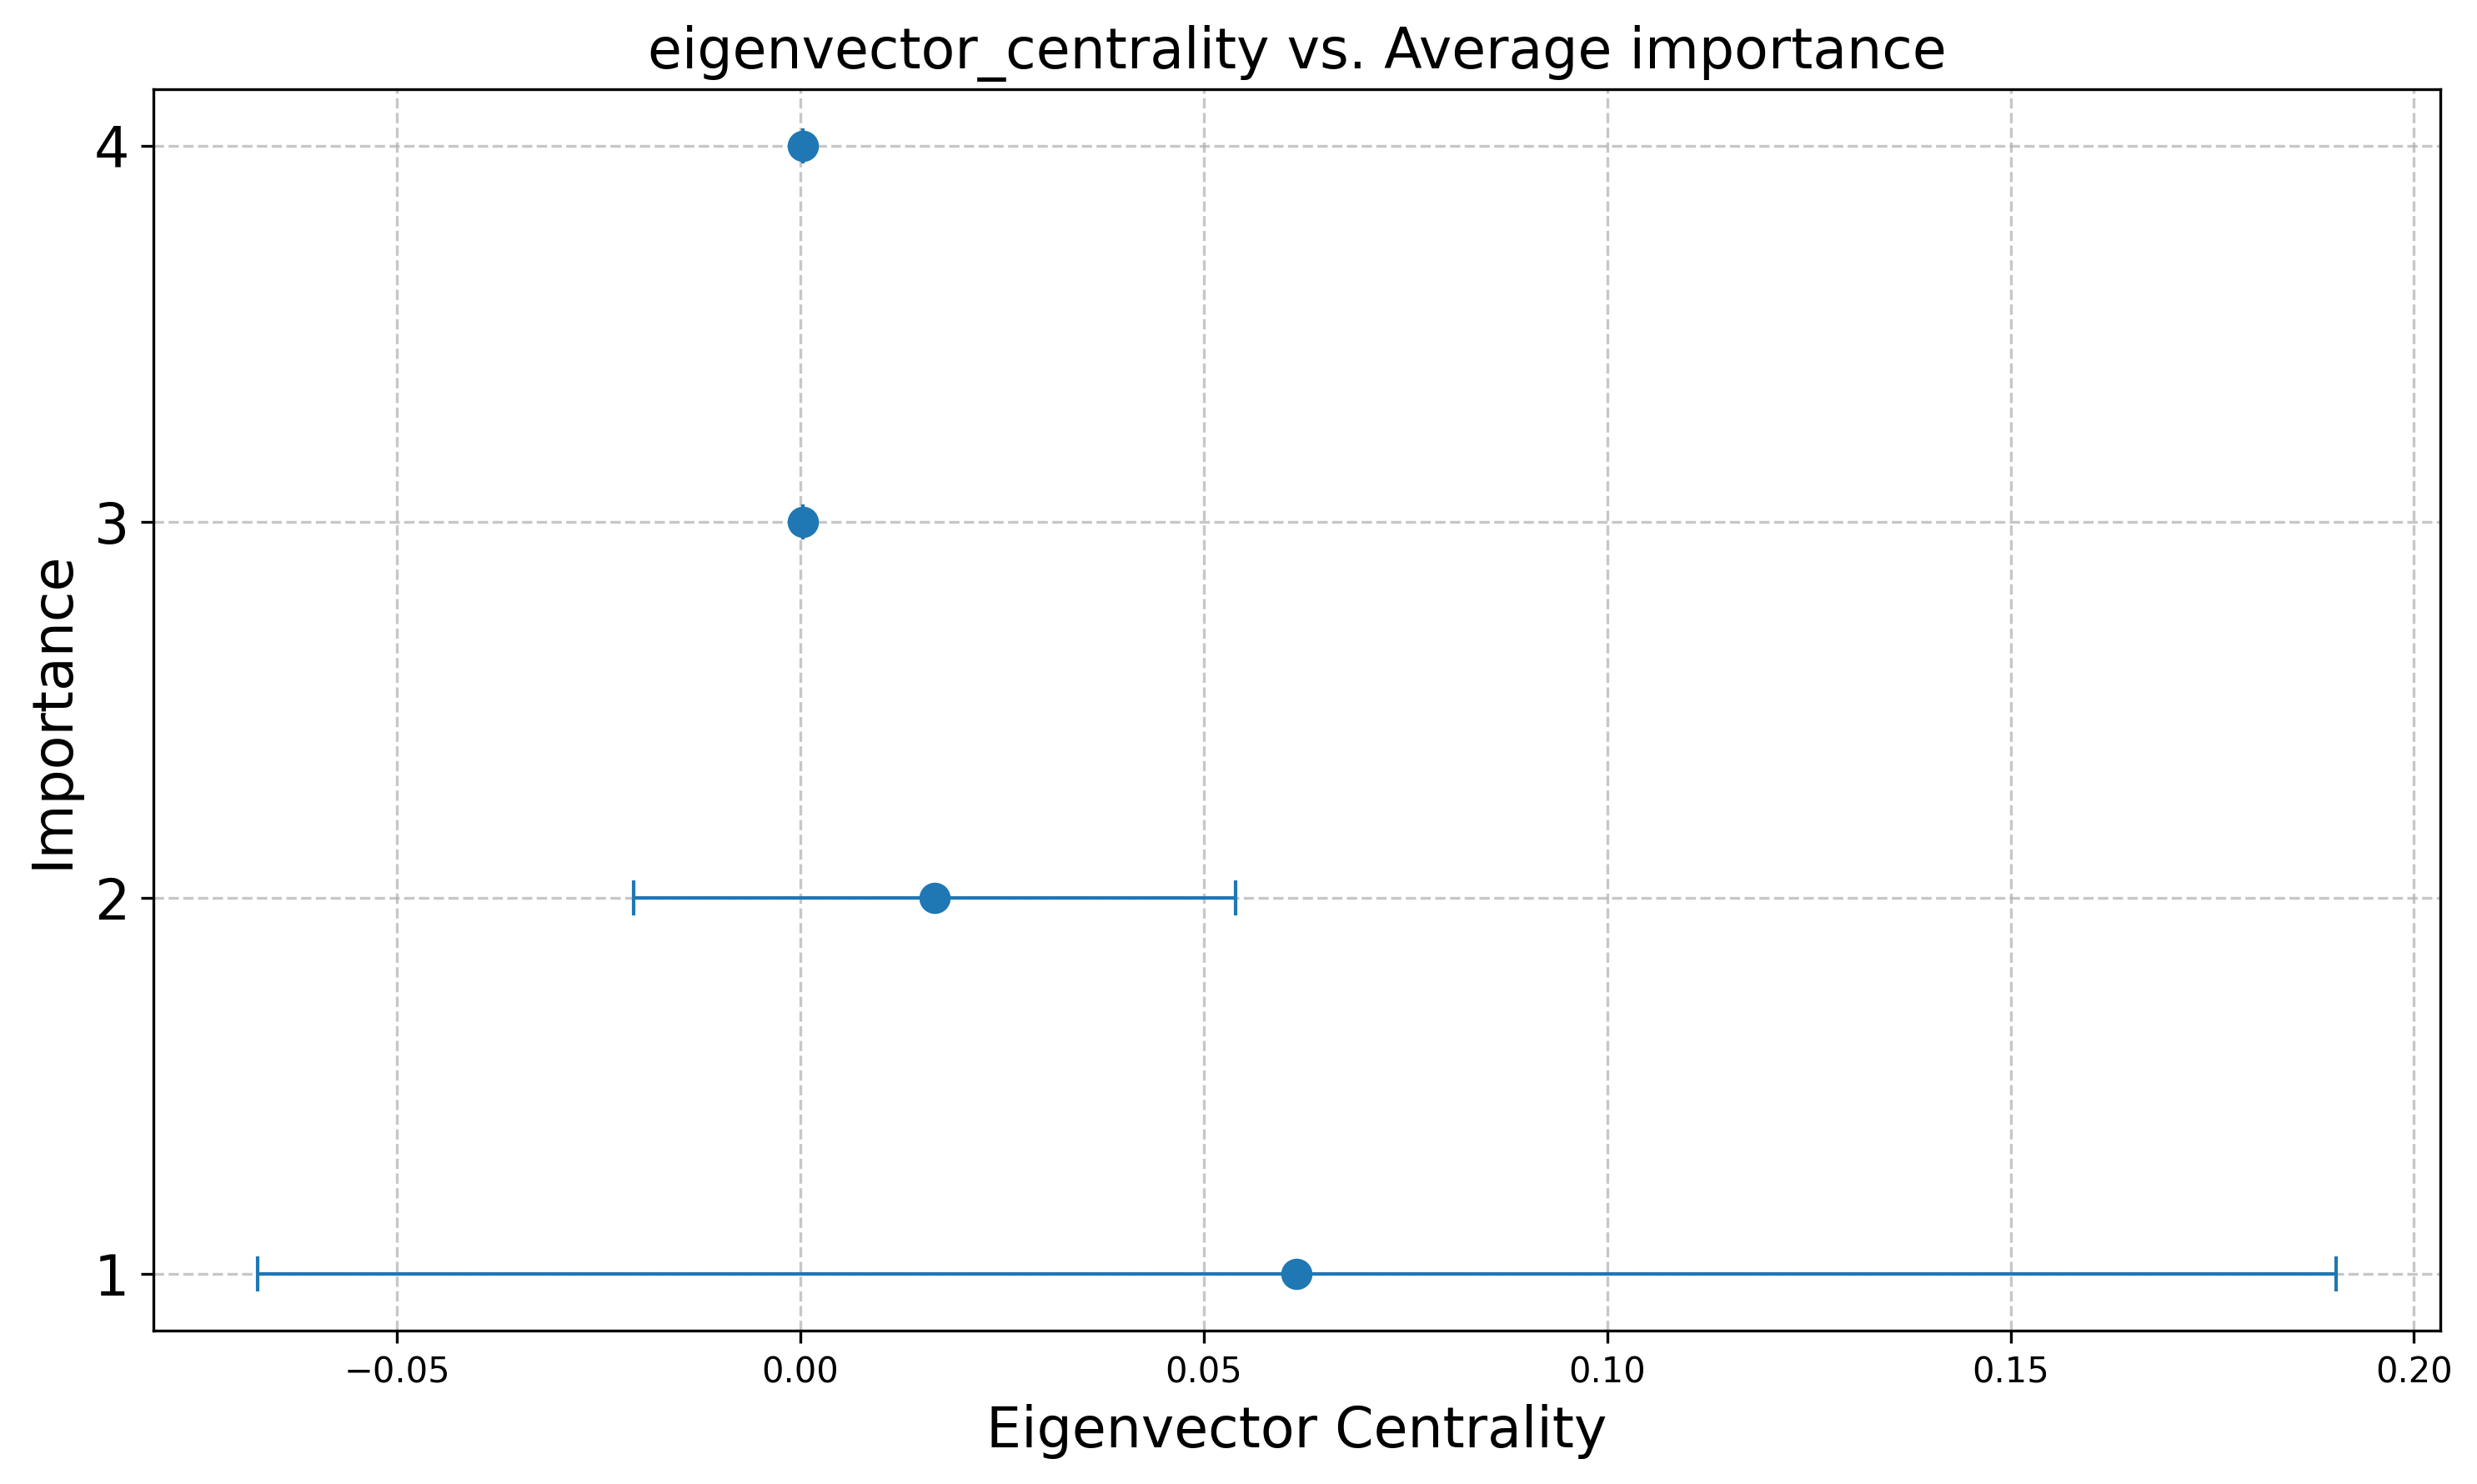 eigenvector_centrality vs. Average importance
Importance
4
3
2
1
−0.05 0.00 0.05 0.10 0.15 0.20
Eigenvector Centrality